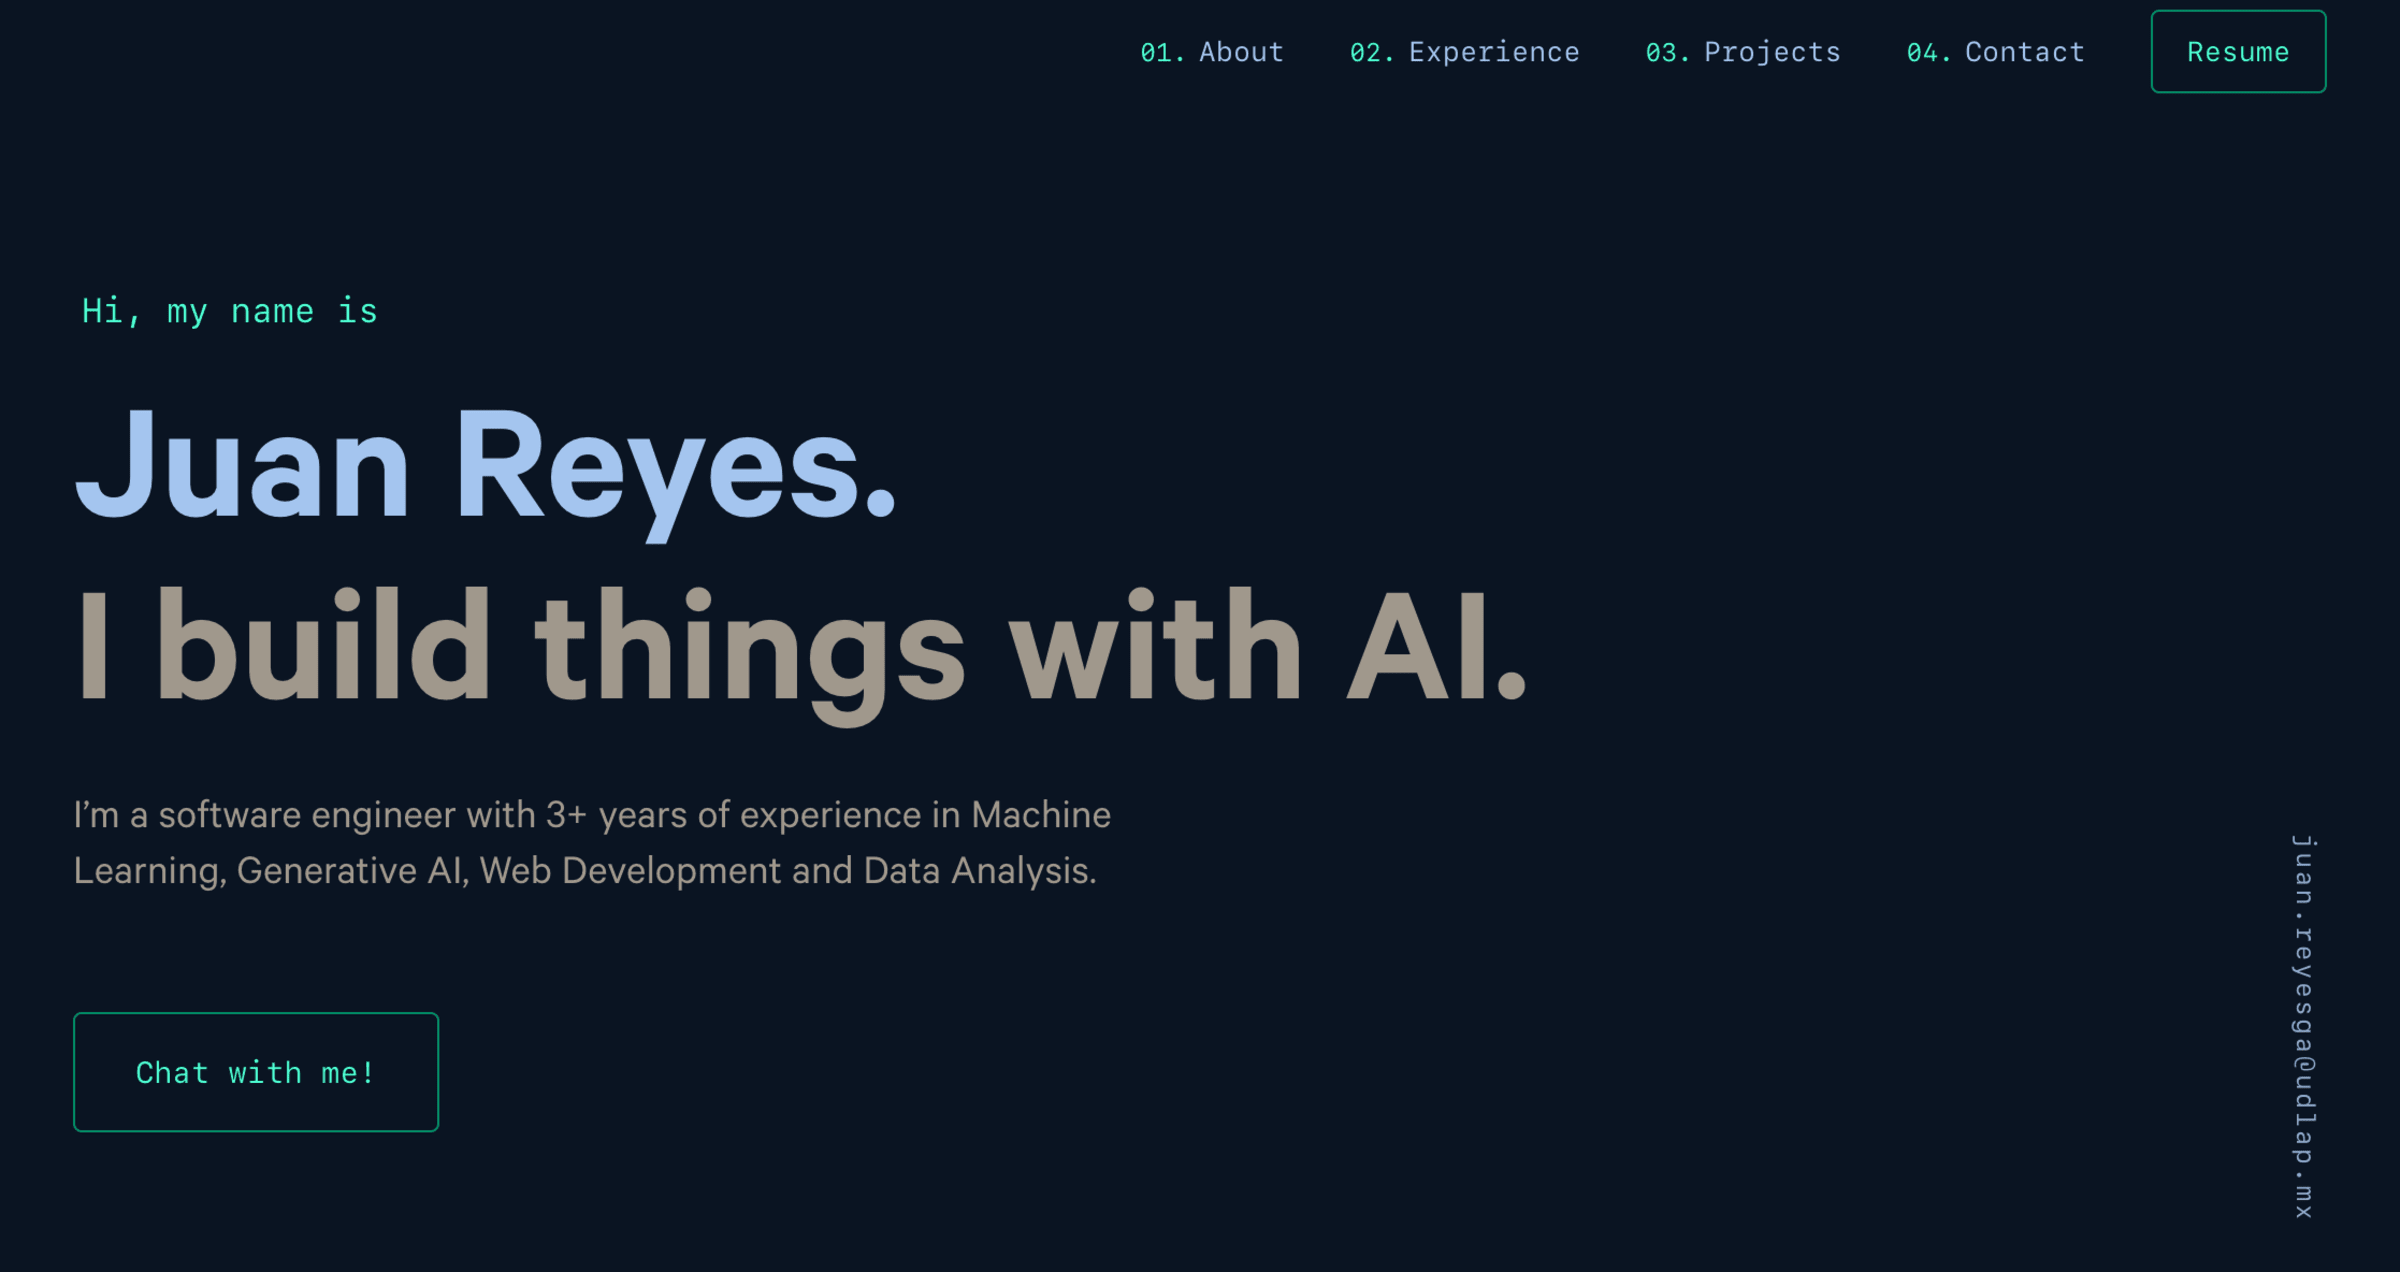 01. About 02. Experience 03. Projects 04. Contact Resume
Hi, my name is
Juan Reyes.
I build things with AI.
I’m a software engineer with 3+ years of experience in Machine
Learning, Generative AI, Web Development and Data Analysis.
Chat with me!
juan.reyesga@udlap.mx